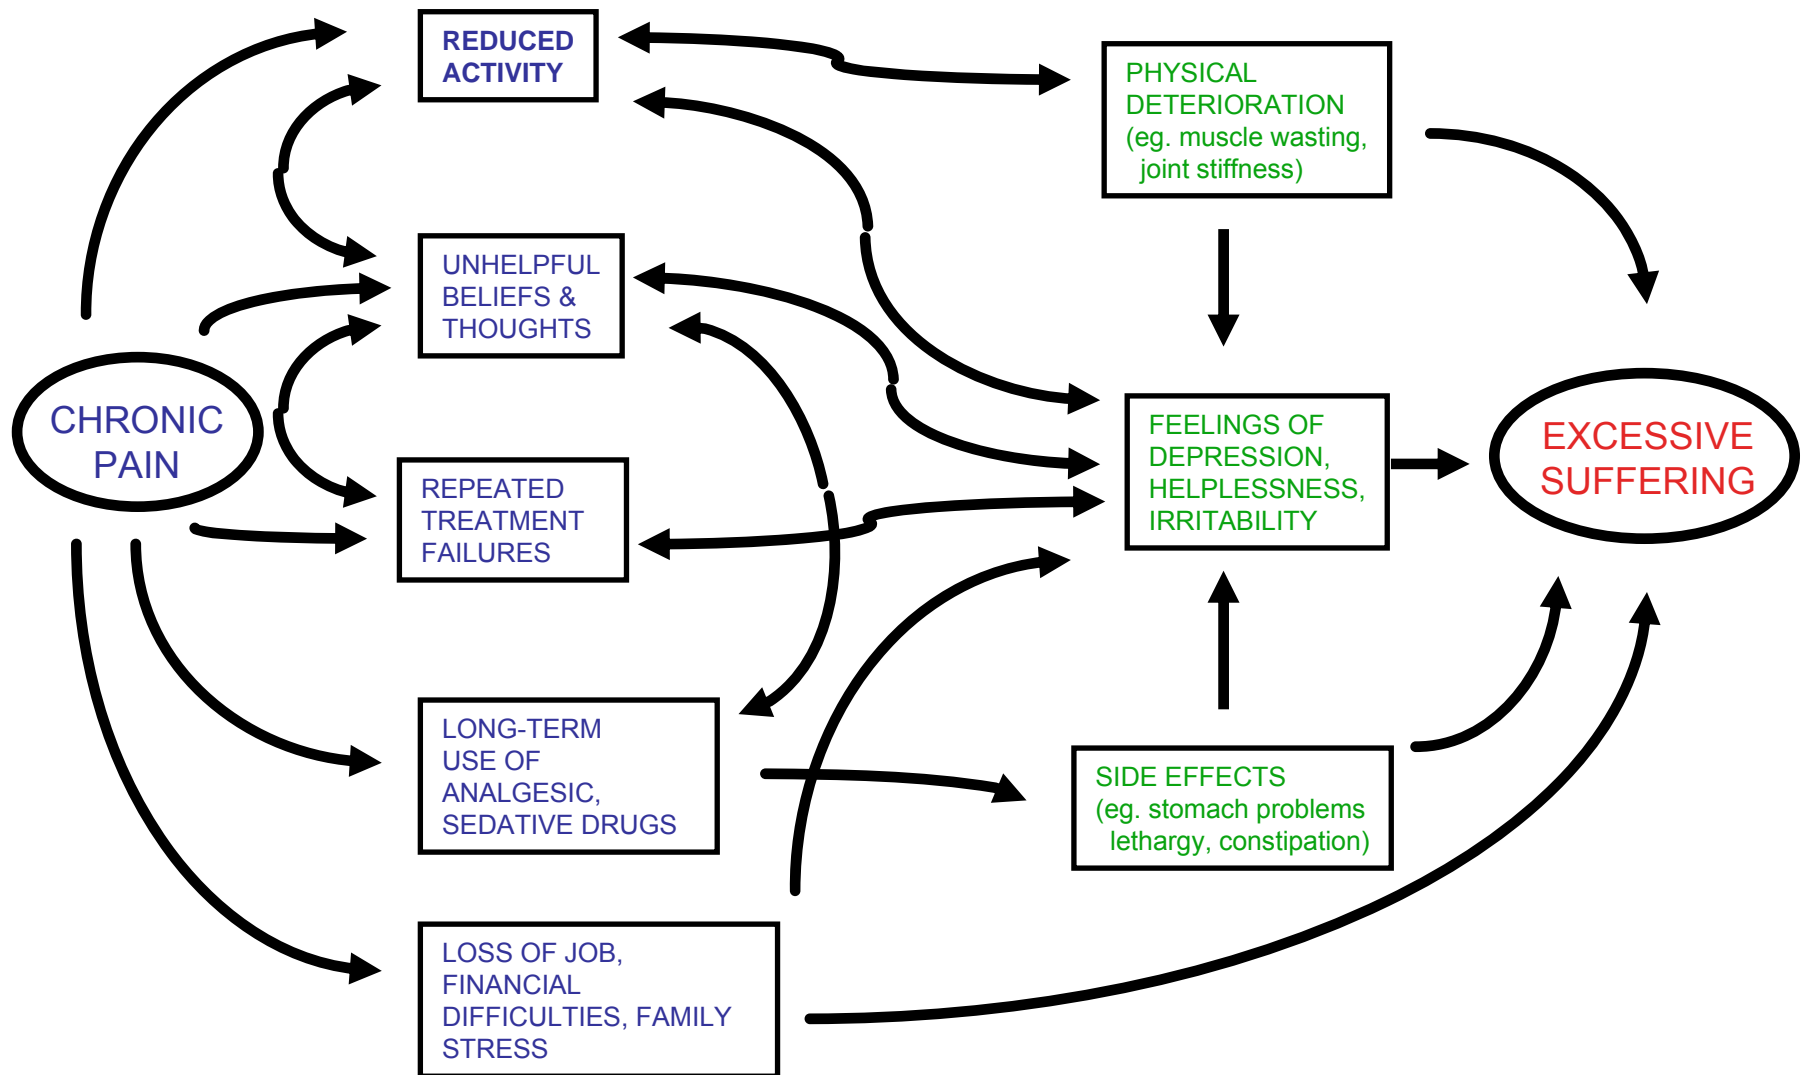 REDUCED
ACTIVITY
PHYSICAL
DETERIORATION
(eg. muscle wasting,
joint stiffness)
UNHELPFUL
BELIEFS &
THOUGHTS
CHRONIC
PAIN
FEELINGS OF
DEPRESSION,
HELPLESSNESS,
IRRITABILITY
EXCESSIVE
SUFFERING
REPEATED
TREATMENT
FAILURES
LONG-TERM
USE OF
ANALGESIC,
SEDATIVE DRUGS
SIDE EFFECTS
(eg. stomach problems
lethargy, constipation)
LOSS OF JOB,
FINANCIAL
DIFFICULTIES, FAMILY
STRESS